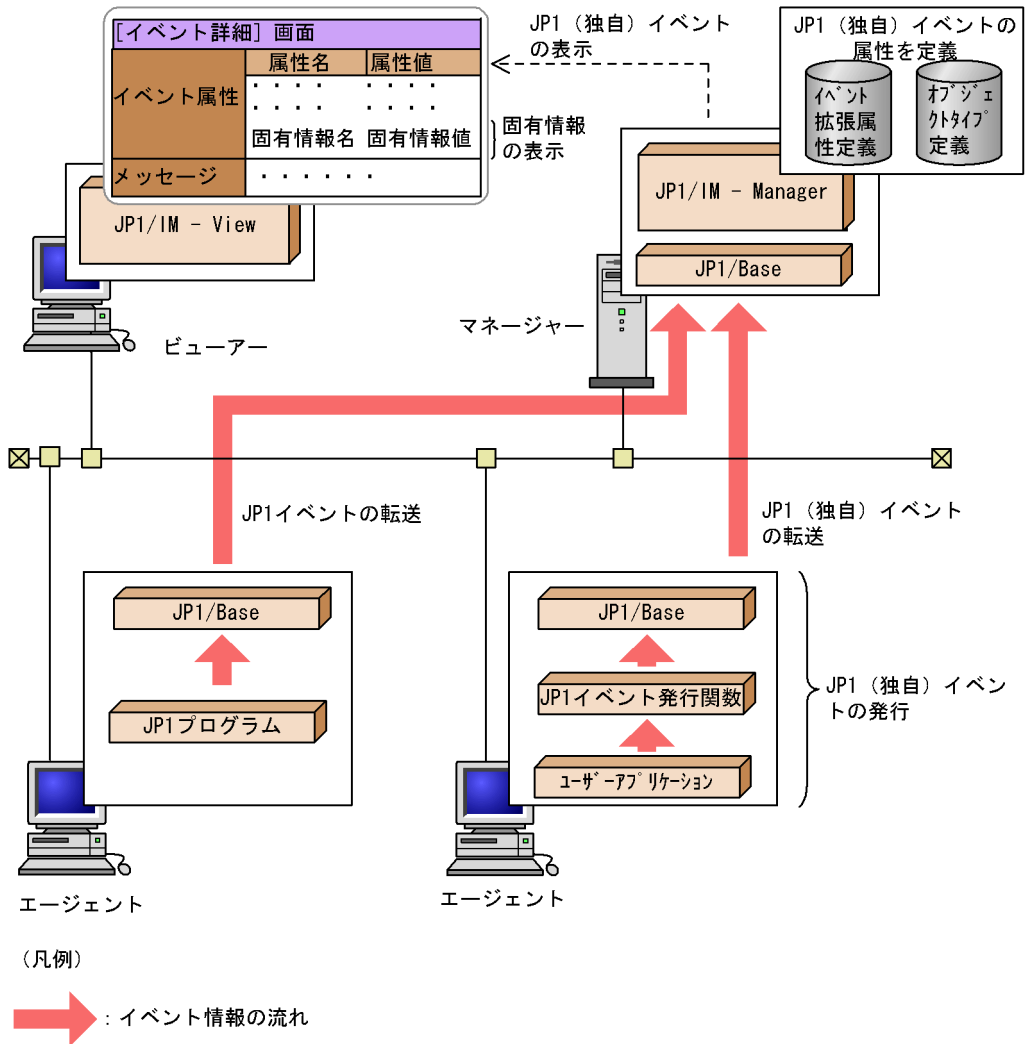 [イベント詳細] 画面
属性名 属性値
イベント属性
・・・・ ・・・・
・・・・ ・・・・
固有情報名 固有情報値
メッセージ
・・・・・・
JP1（独自）イベント
の表示
固有情報
の表示
JP1（独自）イベントの
属性を定義
イベント
拡張属
性定義
オブジェ
クトタイプ
定義
JP1/IM - View
ビューアー
JP1/IM - Manager
JP1/Base
マネージャー
JP1イベントの転送
JP1（独自）イベント
の転送
JP1/Base
JP1プログラム
エージェント
JP1/Base
JP1イベント発行関数
ユーザーアプリケーション
JP1（独自）イベン
トの発行
エージェント
（凡例）
：イベント情報の流れ